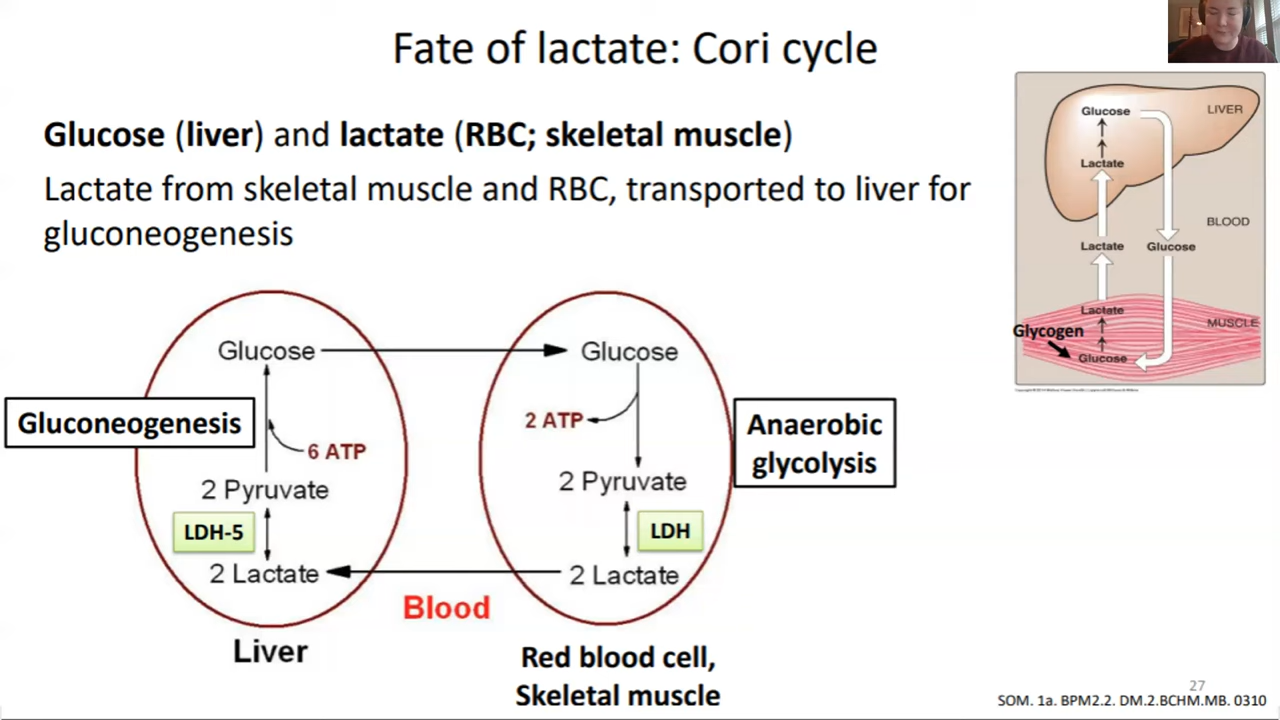 Fate of lactate: Cori cycle
Glucose (liver) and lactate (RBC; skeletal muscle)
Lactate from skeletal muscle and RBC, transported to liver for
gluconeogenesis
Glucose
Gluconeogenesis
6 ATP
2 Pyruvate
LDH-5
2 Lactate
Liver
Blood
Glucose
2 ATP
Anaerobic
glycolysis
2 Pyruvate
LDH
2 Lactate
Red blood cell,
Skeletal muscle
Glucose
LIVER
Lactate
BLOOD
Lactate
Glucose
Lactate
MUSCLE
Glycogen
Glucose
27
SOM. 1a. BPM2.2. DM.2.BCHM.MB. 0310